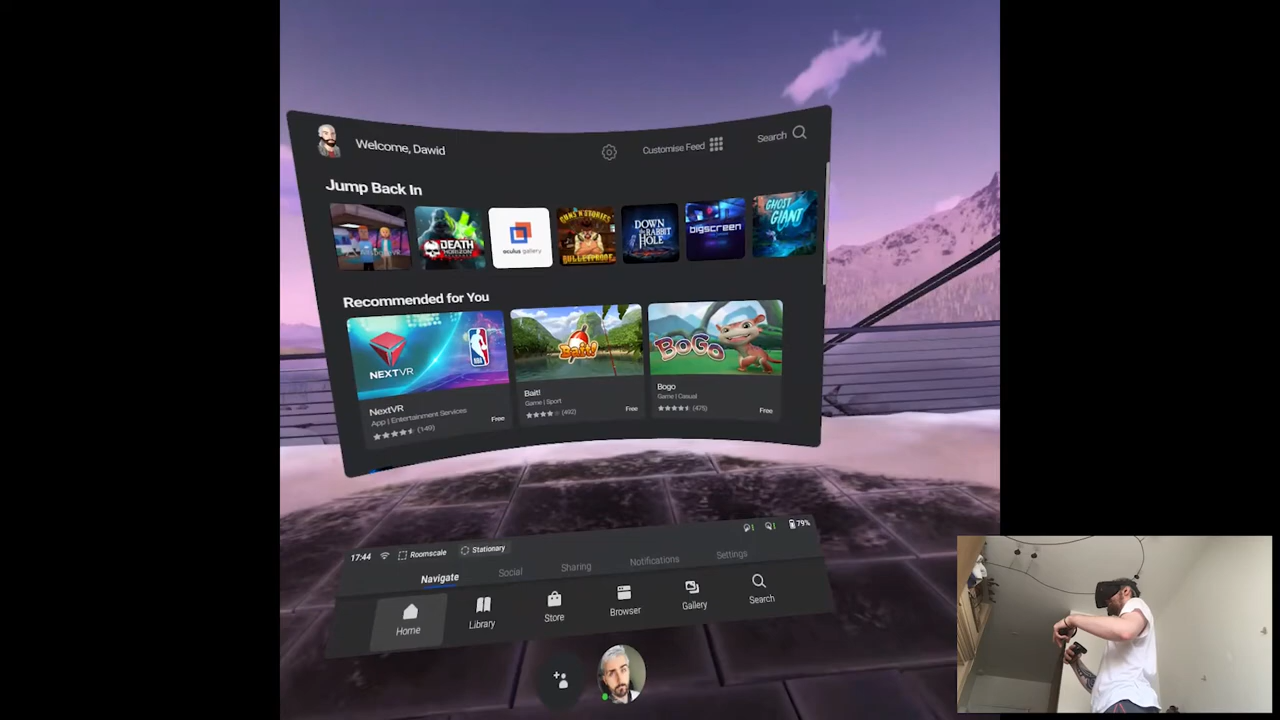 Welcome, Dawid
Customise Feed
Search
Jump Back In
DEATH
HORIZON
oculus gallery
GUNS'N'STORIES
BULLETPROOF
DOWN
THE RABBIT
HOLE
bigscreen
GHOST
GIANT
Recommended for You
NEXTVR
NBA
Bait!
BOGO
NextVR
App | Entertainment Services
(149)
Free
Bait!
Game | Sport
(492)
Free
Bogo
Game | Casual
(475)
Free
17:44
Roomscale
Stationary
79%
Navigate
Social
Sharing
Notifications
Settings
Home
Library
Store
Browser
Gallery
Search